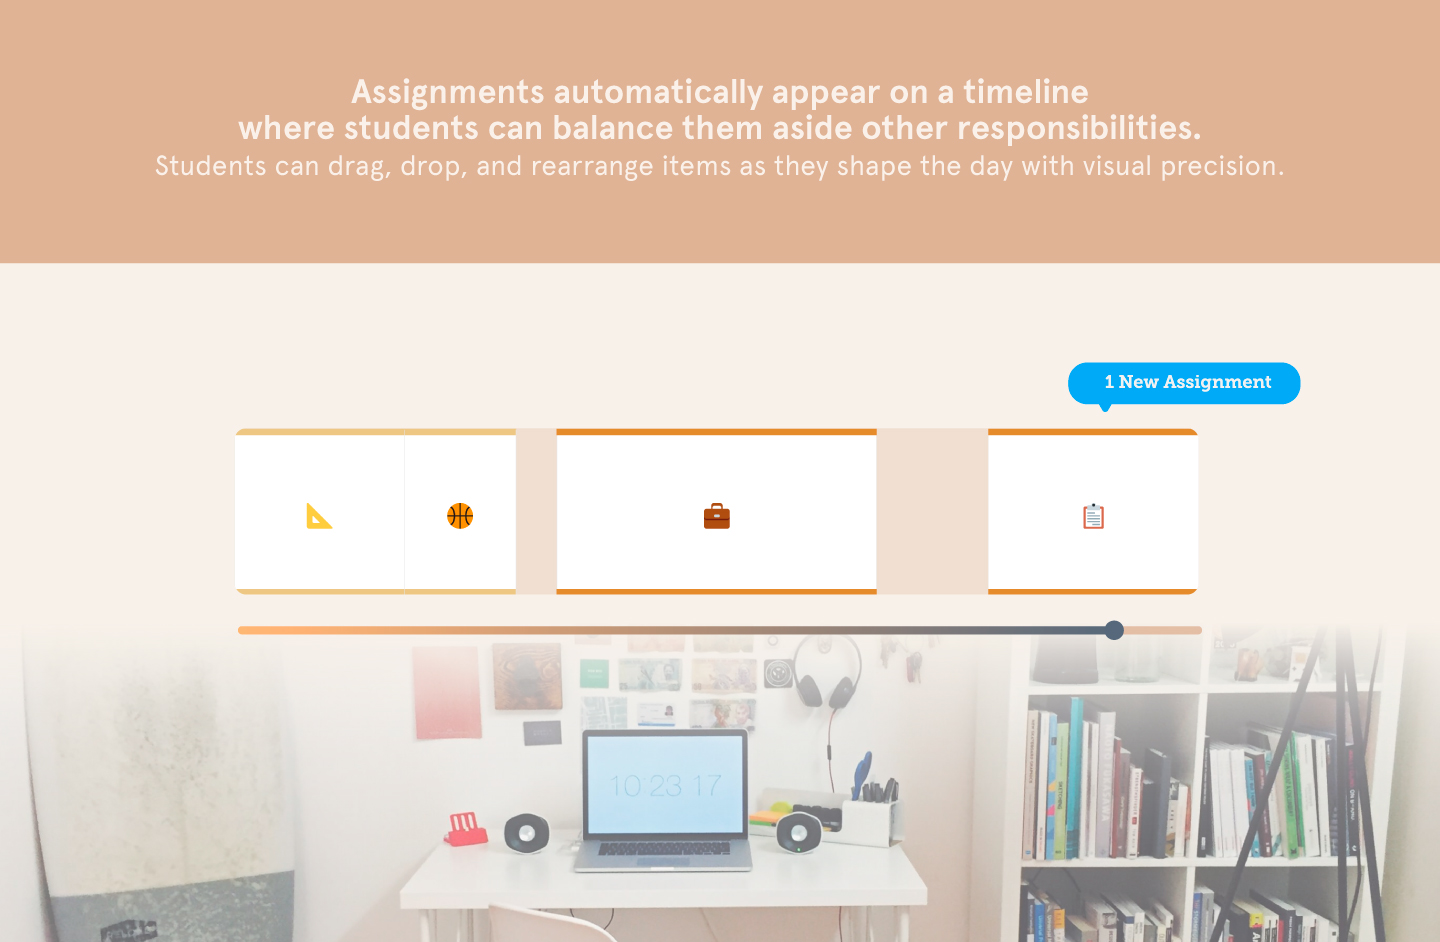 Assignments automatically appear on a timeline
where students can balance them aside other responsibilities.
Students can drag, drop, and rearrange items as they shape the day with visual precision.
1 New Assignment
10:23 17